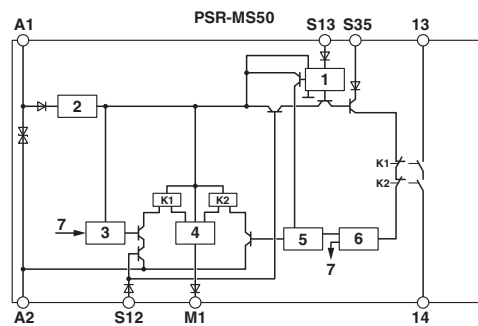 PSR-MS50
A1 S13 S35 13
1
2
K1
K2
K1 K2
7 3 4 5 6
7
A2 S12 M1 14